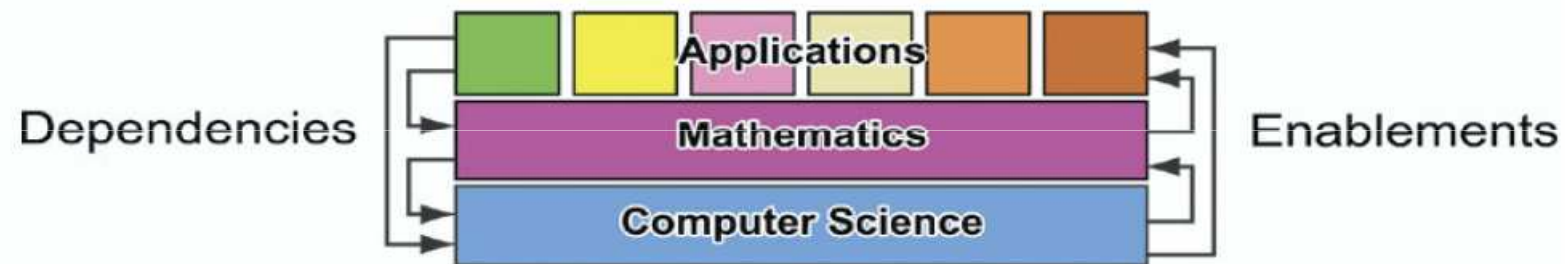 Applications
Dependencies
Mathematics
Enablements
Computer Science